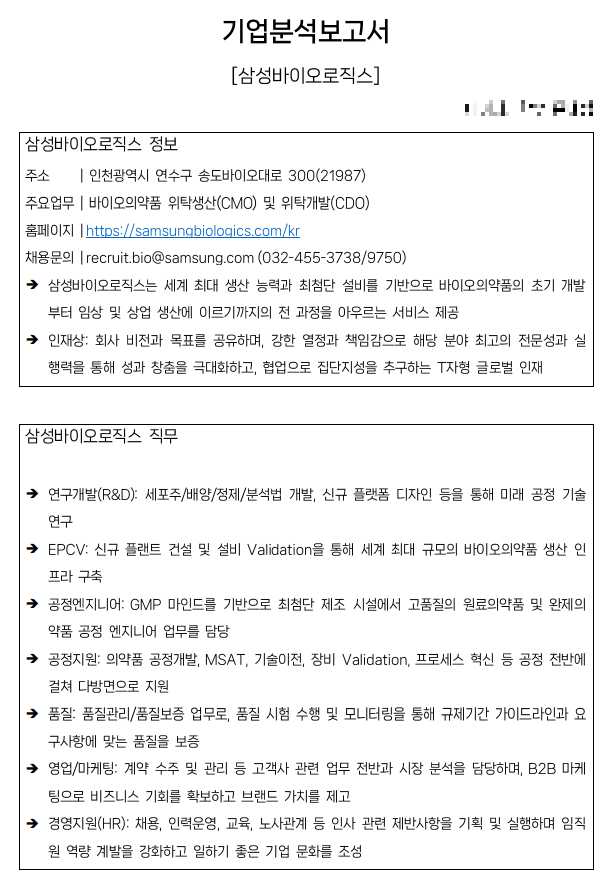 기업분석보고서
[삼성바이오로직스]
삼성바이오로직스 정보
주소 | 인천광역시 연수구 송도바이오대로 300(21987)
주요업무 | 바이오의약품 위탁생산(CMO) 및 위탁개발(CDO)
홈페이지 | https://samsungbiologics.com/kr
채용문의 | recruit.bio@samsung.com (032-455-3738/9750)
➔ 삼성바이오로직스는 세계 최대 생산 능력과 최첨단 설비를 기반으로 바이오의약품의 초기 개발
부터 임상 및 상업 생산에 이르기까지의 전 과정을 아우르는 서비스 제공
➔ 인재상: 회사 비전과 목표를 공유하며, 강한 열정과 책임감으로 해당 분야 최고의 전문성과 실
행력을 통해 성과 창출을 극대화하고, 협업으로 집단지성을 추구하는 T자형 글로벌 인재
삼성바이오로직스 직무
➔ 연구개발(R&D): 세포주/배양/정제/분석법 개발, 신규 플랫폼 디자인 등을 통해 미래 공정 기술
연구
➔ EPCV: 신규 플랜트 건설 및 설비 Validation을 통해 세계 최대 규모의 바이오의약품 생산 인
프라 구축
➔ 공정엔지니어: GMP 마인드를 기반으로 최첨단 제조 시설에서 고품질의 원료의약품 및 완제의
약품 공정 엔지니어 업무를 담당
➔ 공정지원: 의약품 공정개발, MSAT, 기술이전, 장비 Validation, 프로세스 혁신 등 공정 전반에
걸쳐 다방면으로 지원
➔ 품질: 품질관리/품질보증 업무로, 품질 시험 수행 및 모니터링을 통해 규제기간 가이드라인과 요
구사항에 맞는 품질을 보증
➔ 영업/마케팅: 계약 수주 및 관리 등 고객사 관련 업무 전반과 시장 분석을 담당하며, B2B 마케
팅으로 비즈니스 기회를 확보하고 브랜드 가치를 제고
➔ 경영지원(HR): 채용, 인력운영, 교육, 노사관계 등 인사 관련 제반사항을 기획 및 실행하며 임직
원 역량 계발을 강화하고 일하기 좋은 기업 문화를 조성